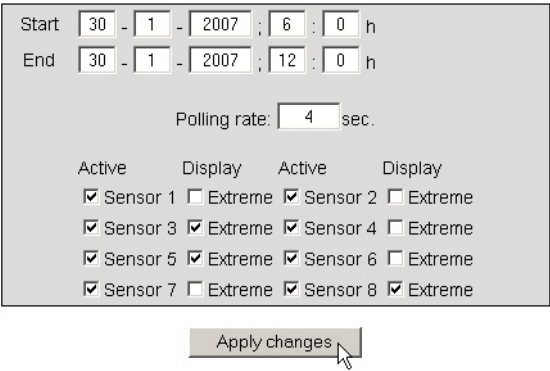 Start 30 - 1 - 2007 ; 6 : 0 h
End 30 - 1 - 2007 ; 12 : 0 h
Polling rate: 4 sec.
Active Display Active Display
Sensor 1 Extreme Sensor 2 Extreme
Sensor 3 Extreme Sensor 4 Extreme
Sensor 5 Extreme Sensor 6 Extreme
Sensor 7 Extreme Sensor 8 Extreme
Apply changes